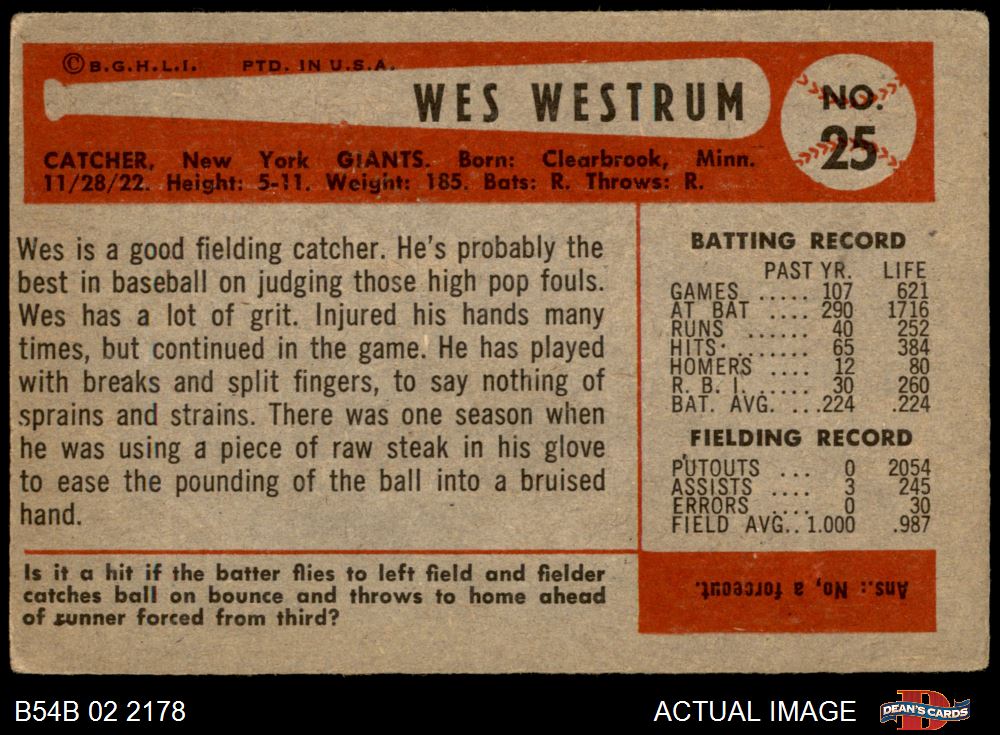 © B.G.H.L.I. PTD. IN U.S.A.
WES WESTRUM
NO.
25
CATCHER, New York GIANTS. Born: Clearbrook, Minn.
11/28/22. Height: 5-11. Weight: 185. Bats: R. Throws: R.
Wes is a good fielding catcher. He's probably the
best in baseball on judging those high pop fouls.
Wes has a lot of grit. Injured his hands many
times, but continued in the game. He has played
with breaks and split fingers, to say nothing of
sprains and strains. There was one season when
he was using a piece of raw steak in his glove
to ease the pounding of the ball into a bruised
hand.
BATTING RECORD
PAST YR. LIFE
GAMES ..... 107 621
AT BAT .... 290 1716
RUNS ...... 40 252
HITS ....... 65 384
HOMERS .... 12 80
R. B. I. ..... 30 260
BAT. AVG. ...224 .224
FIELDING RECORD
PUTOUTS ... 0 2054
ASSISTS .... 3 245
ERRORS .... 0 30
FIELD AVG.. 1.000 .987
Is it a hit if the batter flies to left field and fielder
catches ball on bounce and throws to home ahead
of runner forced from third?
Ans.: No, a forceout.
B54B 02 2178
ACTUAL IMAGE
D
DEAN'S CARDS